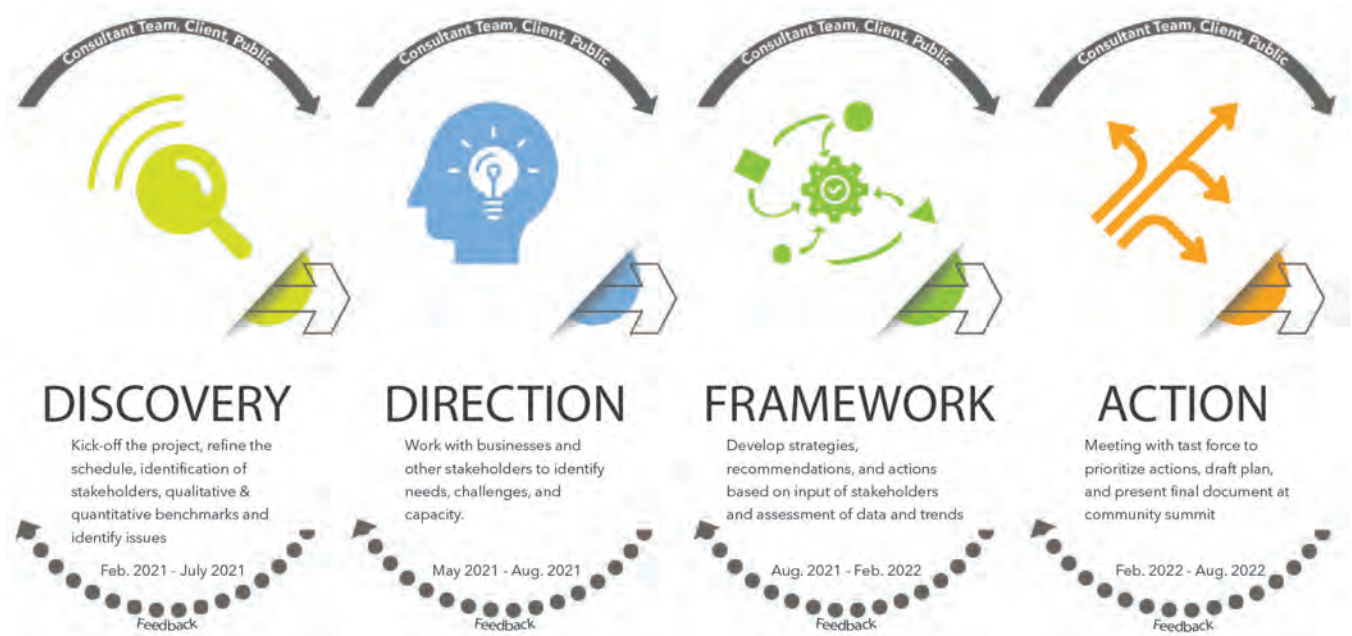 Consultant Team, Client, Public
Consultant Team, Client, Public
Consultant Team, Client, Public
Consultant Team, Client, Public
DISCOVERY
Kick-off the project, refine the
schedule, identification of
stakeholders, qualitative &
quantitative benchmarks and
identify issues
Feb. 2021 - July 2021
Feedback
DIRECTION
Work with businesses and
other stakeholders to identify
needs, challenges, and
capacity.
May 2021 - Aug. 2021
Feedback
FRAMEWORK
Develop strategies,
recommendations, and actions
based on input of stakeholders
and assessment of data and trends
Aug. 2021 - Feb. 2022
Feedback
ACTION
Meeting with tast force to
prioritize actions, draft plan,
and present final document at
community summit
Feb. 2022 - Aug. 2022
Feedback